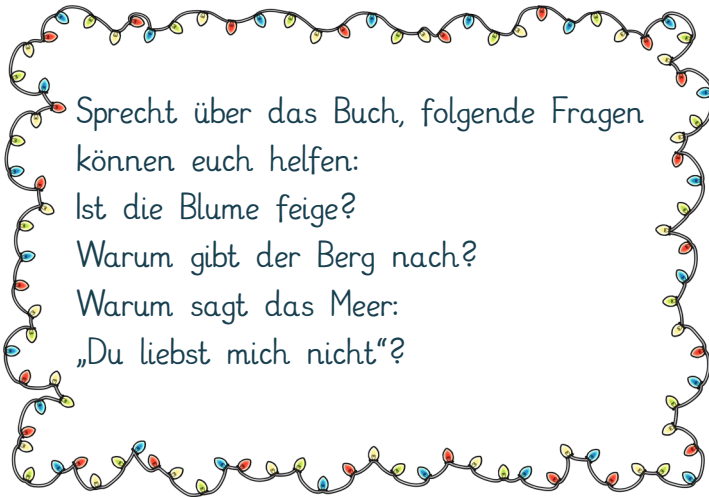 Sprecht über das Buch, folgende Fragen
können euch helfen:
Ist die Blume feige?
Warum gibt der Berg nach?
Warum sagt das Meer:
„Du liebst mich nicht“?